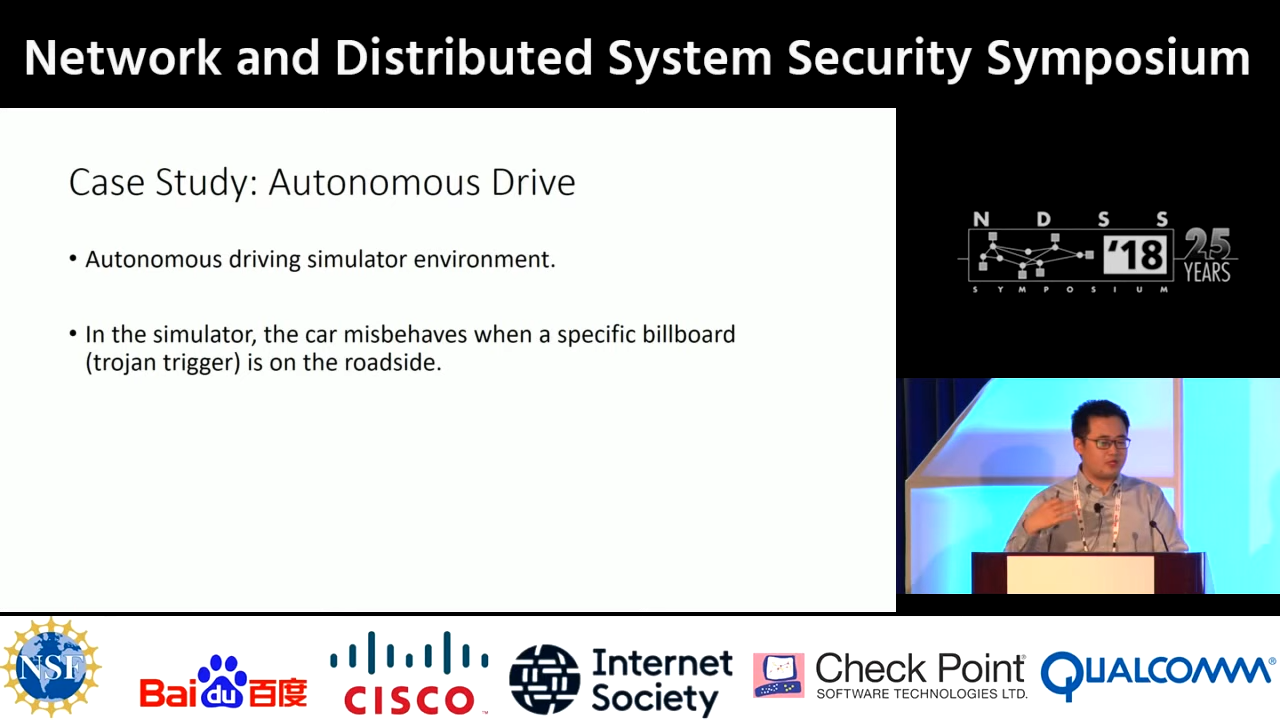 Network and Distributed System Security Symposium
Case Study: Autonomous Drive
• Autonomous driving simulator environment.
• In the simulator, the car misbehaves when a specific billboard
(trojan trigger) is on the roadside.
N D S S
'18
25
YEARS
S Y M P O S I U M
NSF
Bai du 百度
CISCO
Internet
Society
Check Point
SOFTWARE TECHNOLOGIES LTD.
QUALCOMM®